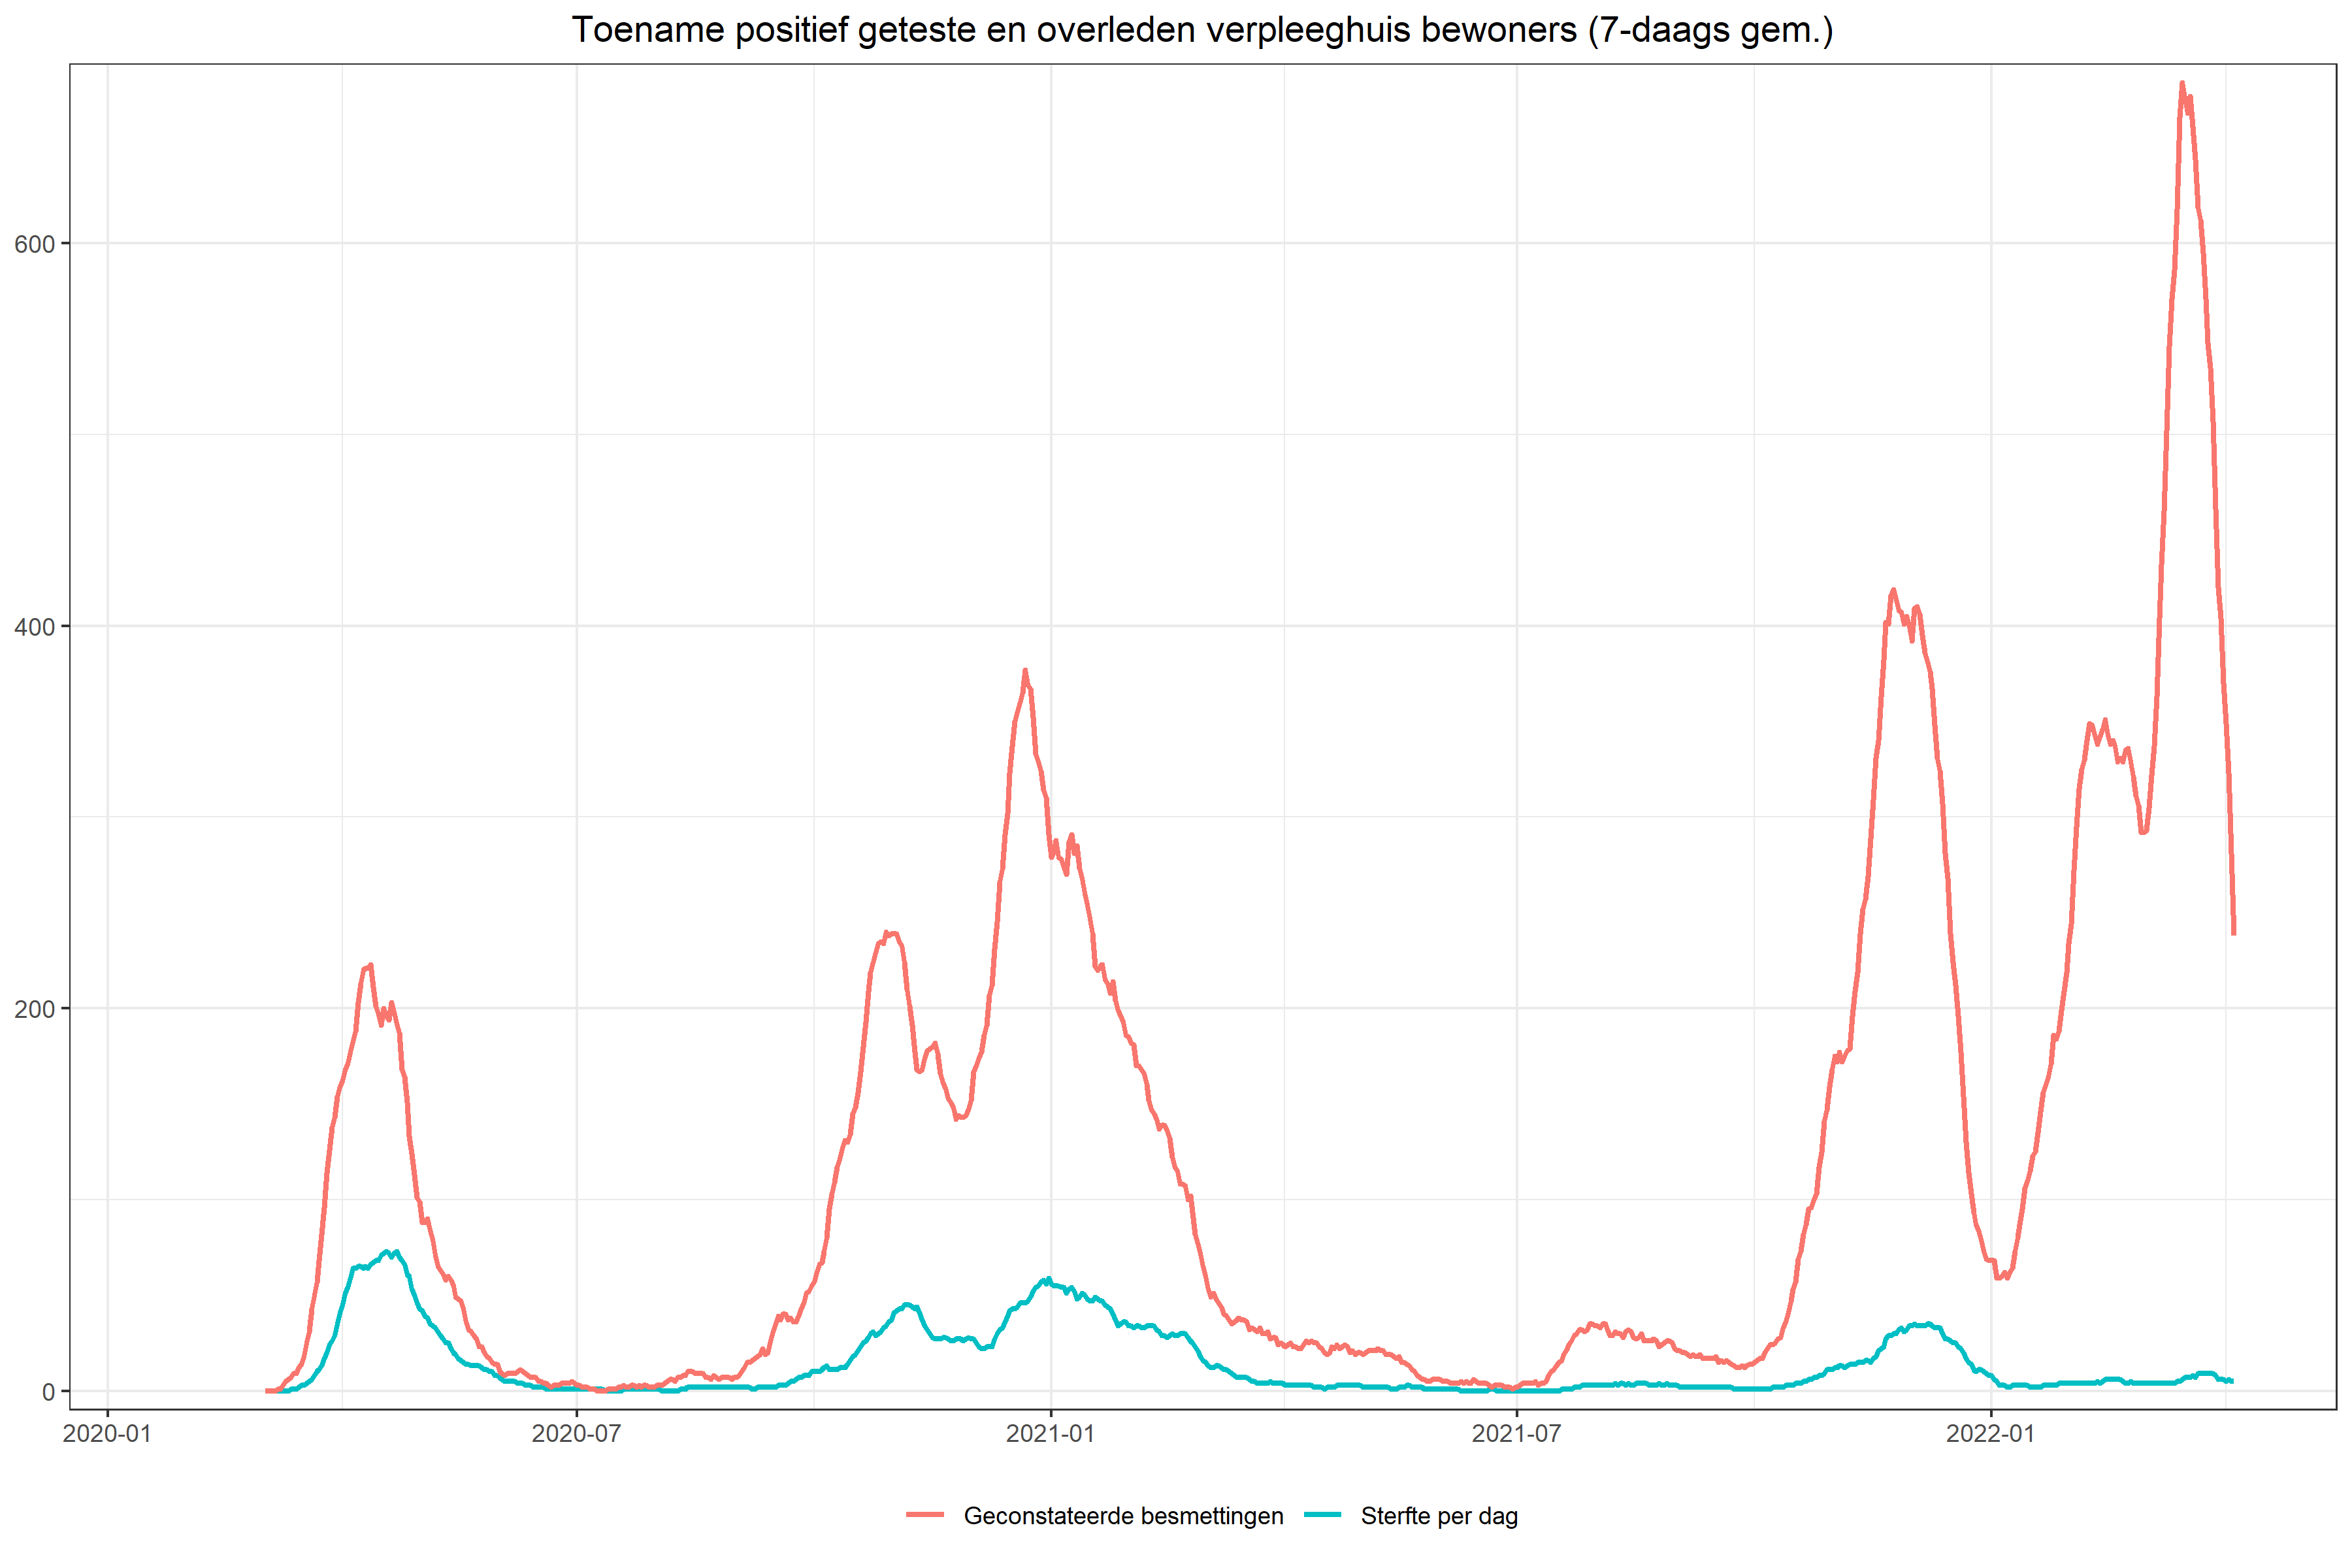 Toename positief geteste en overleden verpleeghuis bewoners (7-daags gem.)
600
400
200
0
2020-01 2020-07 2021-01 2021-07 2022-01
Geconstateerde besmettingen Sterfte per dag